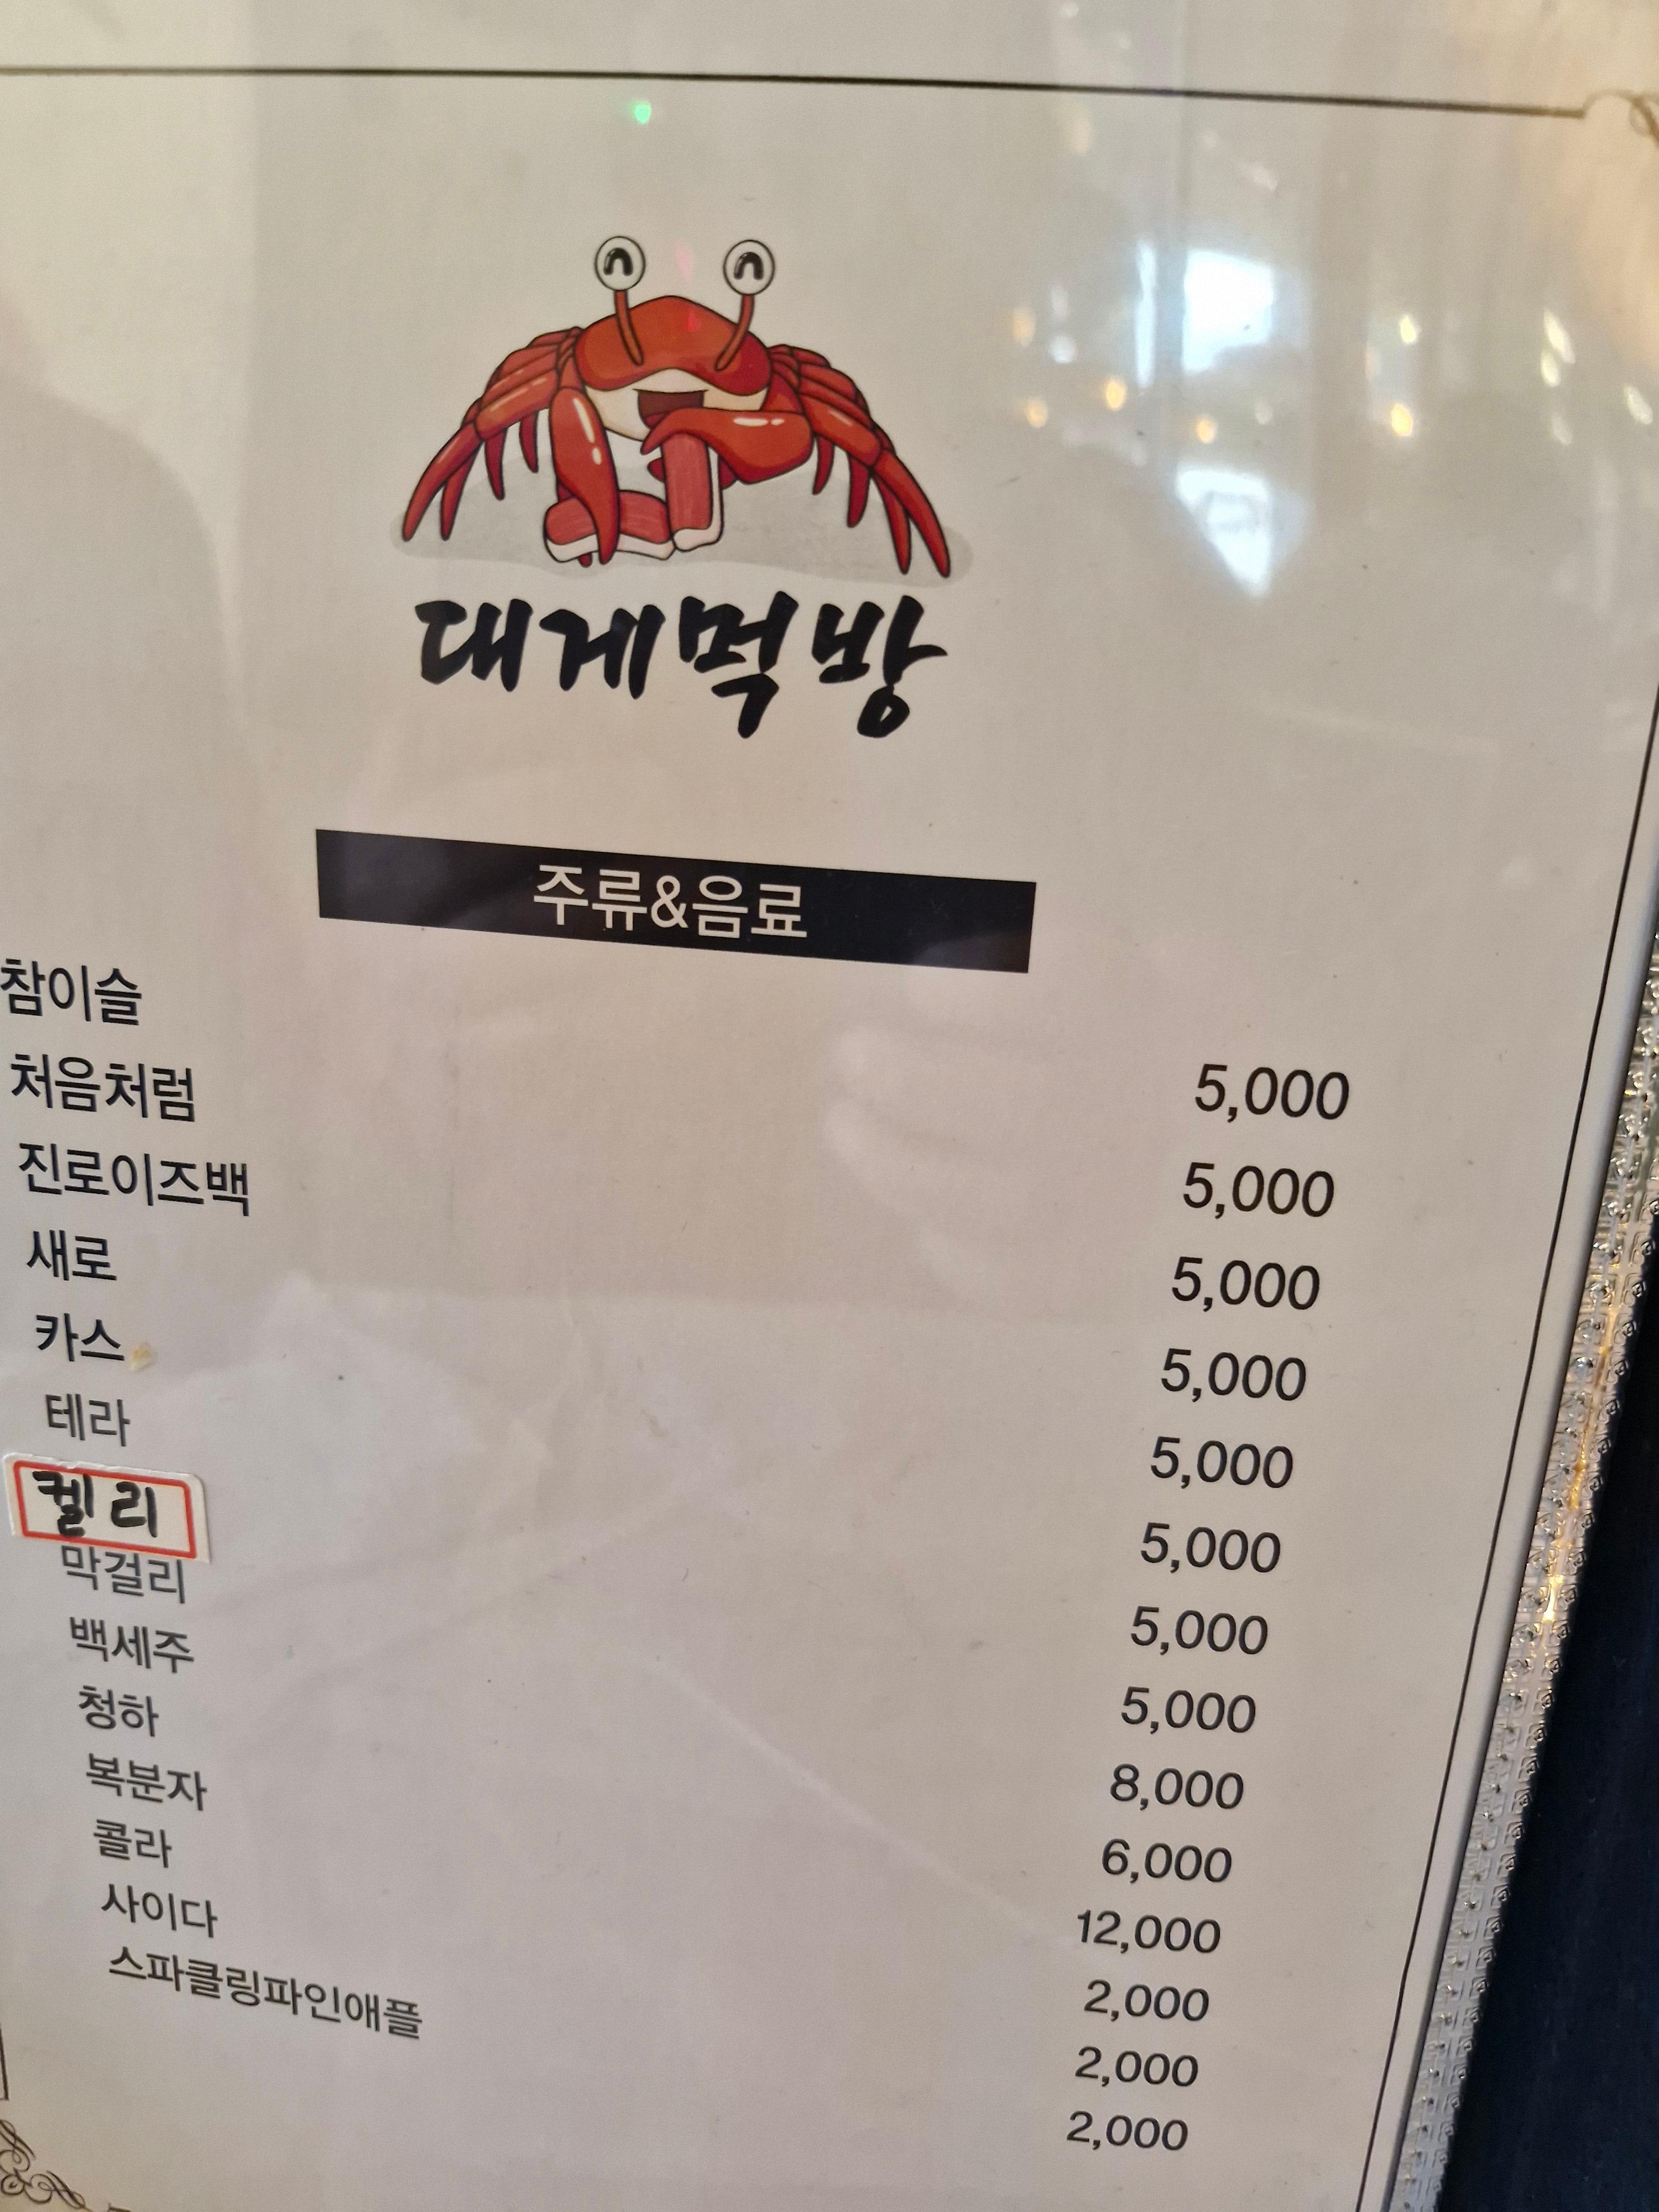 대게먹방
주류&음료
참이슬 5,000
처음처럼 5,000
진로이즈백 5,000
새로 5,000
카스 5,000
테라 5,000
켈리 5,000
막걸리 5,000
백세주 8,000
청하 6,000
복분자 12,000
콜라 2,000
사이다 2,000
스파클링파인애플 2,000